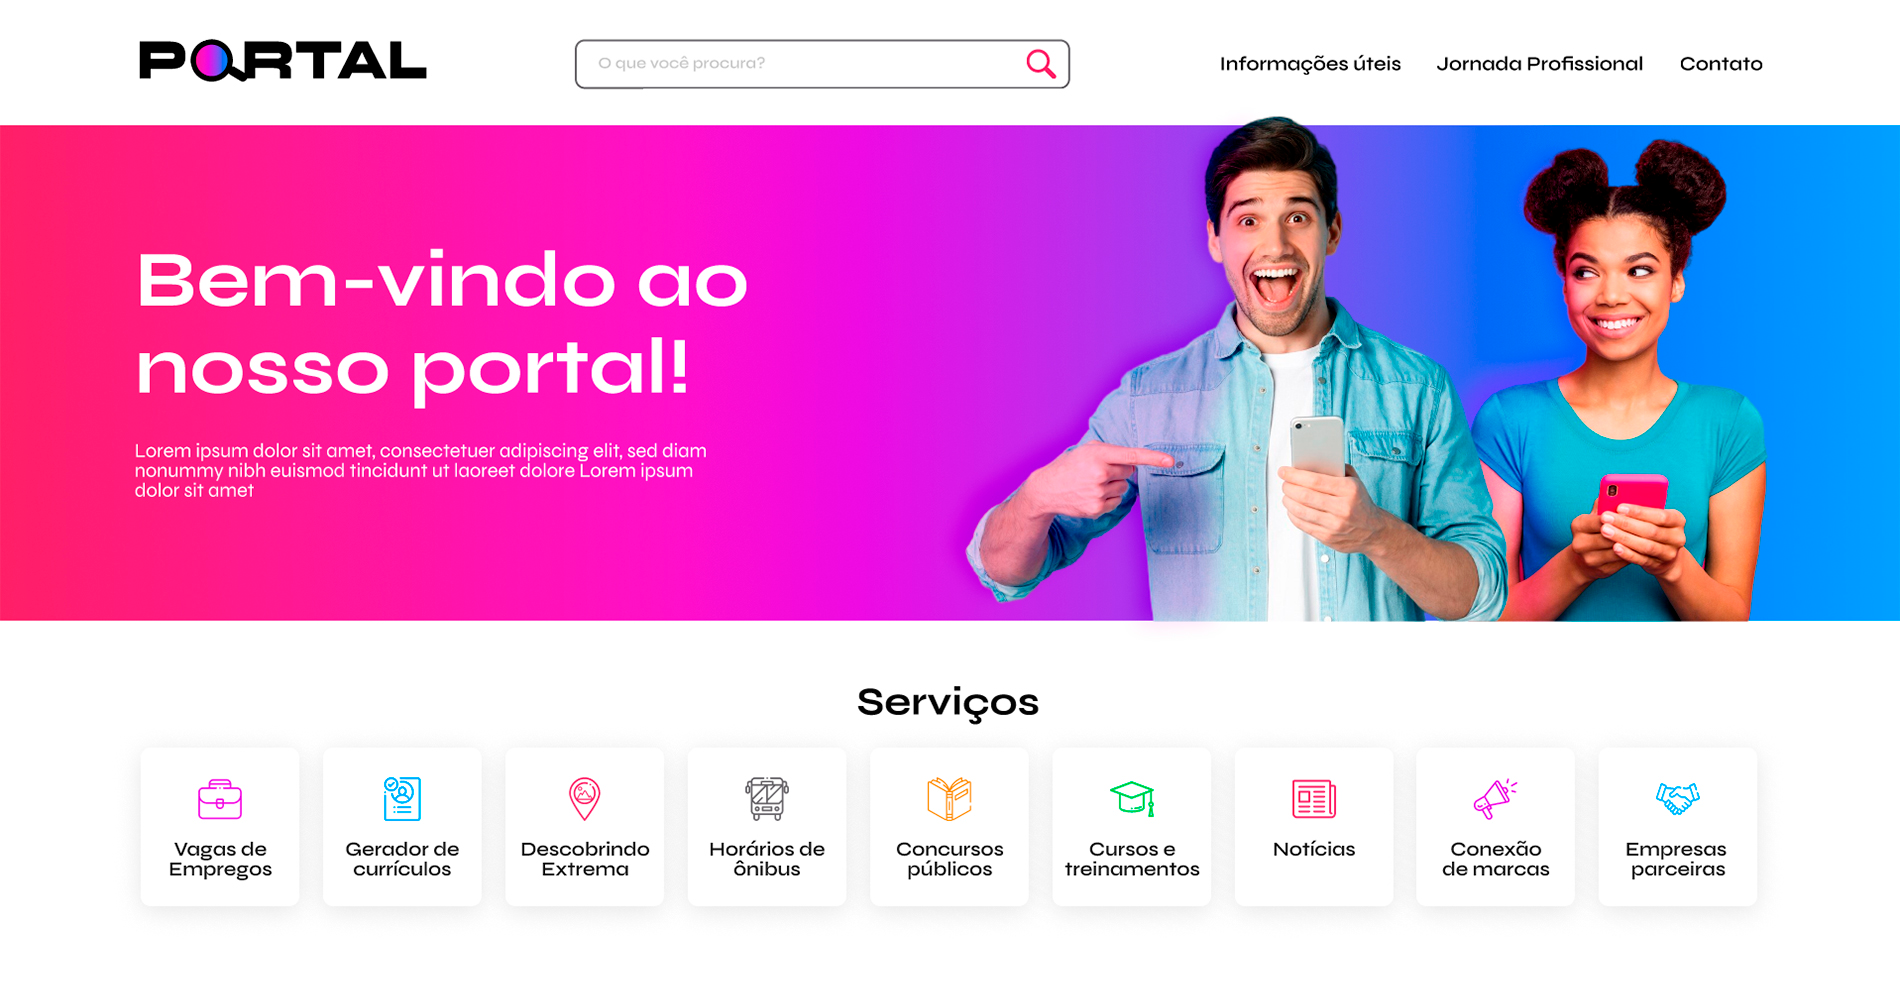 PORTAL
O que você procura?
Informações úteis
Jornada Profissional
Contato
Bem-vindo ao
nosso portal!
Lorem ipsum dolor sit amet, consectetuer adipiscing elit, sed diam
nonummy nibh euismod tincidunt ut laoreet dolore Lorem ipsum
dolor sit amet
Serviços
Vagas de
Empregos
Gerador de
currículos
Descobrindo
Extrema
Horários de
ônibus
Concursos
públicos
Cursos e
treinamentos
Notícias
Conexão
de marcas
Empresas
parceiras